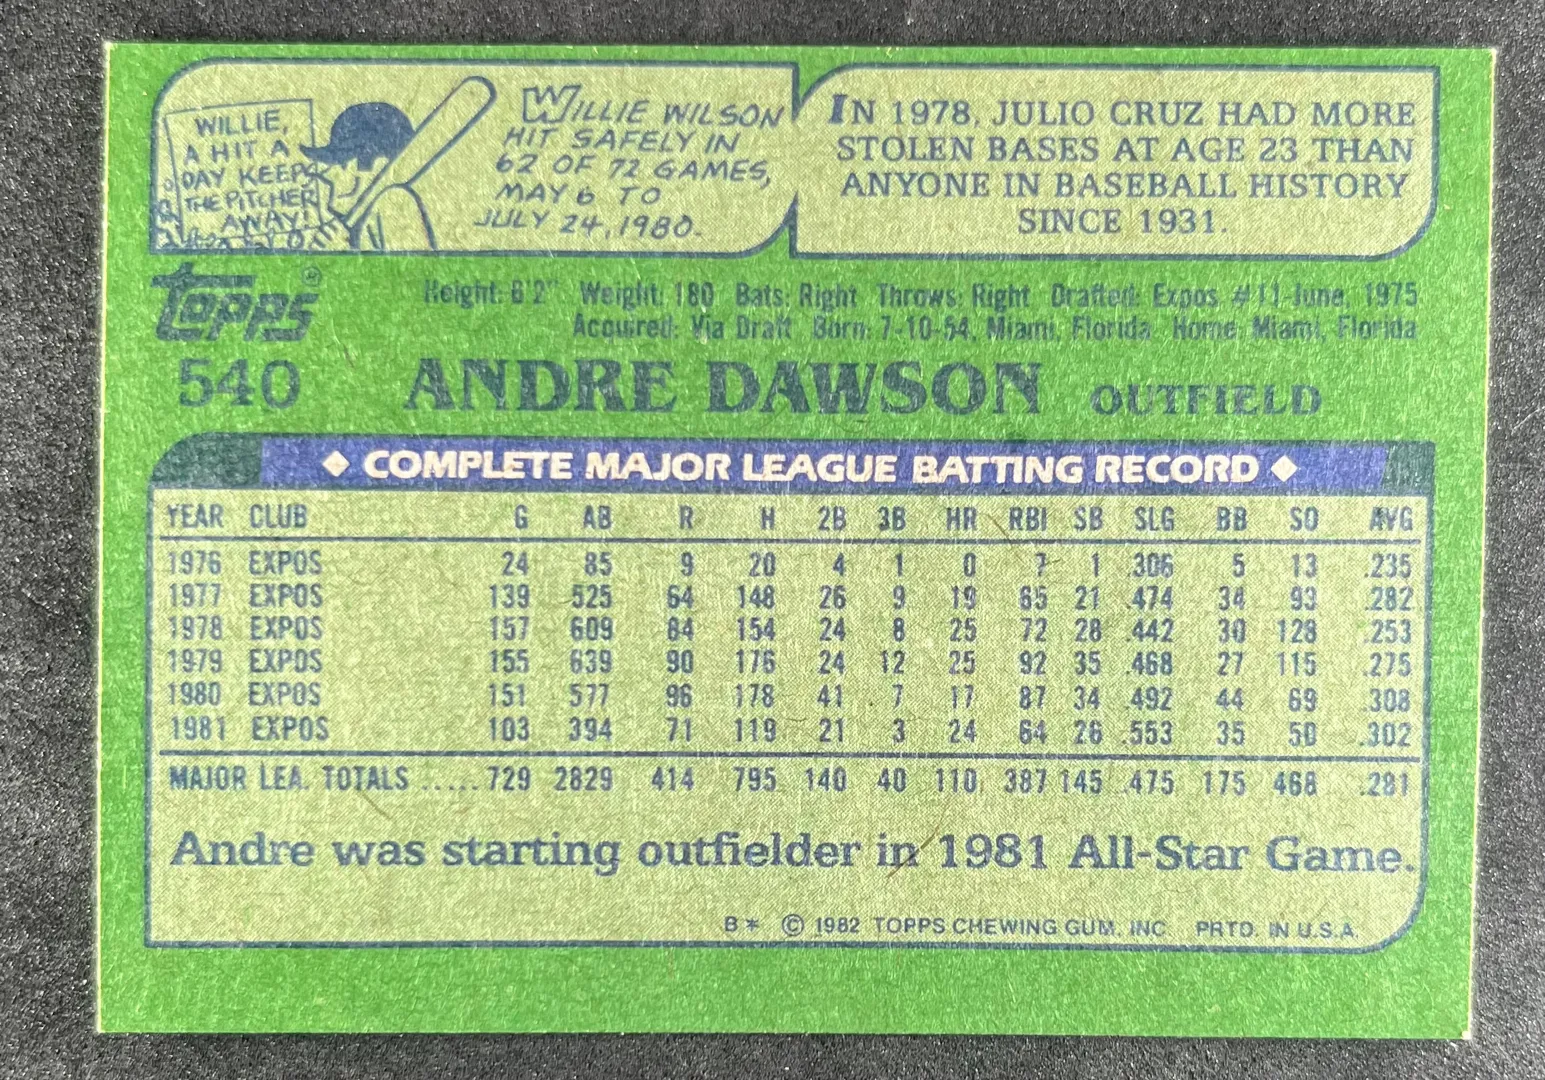 WILLIE,
A HIT A
DAY KEEPS
THE PITCHER
AWAY!
WILLIE WILSON
HIT SAFELY IN
62 OF 72 GAMES,
MAY 6 TO
JULY 24, 1980.
IN 1978, JULIO CRUZ HAD MORE
STOLEN BASES AT AGE 23 THAN
ANYONE IN BASEBALL HISTORY
SINCE 1931.
topps®
Height: 6'2" Weight: 180 Bats: Right Throws: Right Drafted: Expos #11-June, 1975
Acquired: Via Draft Born: 7-10-54, Miami, Florida Home: Miami, Florida
540 ANDRE DAWSON OUTFIELD
COMPLETE MAJOR LEAGUE BATTING RECORD
YEAR CLUB G AB R H 2B 3B HR RBI SB SLG BB SO AVG
1976 EXPOS 24 85 9 20 4 1 0 7 1 .306 5 13 .235
1977 EXPOS 139 525 64 148 26 9 19 65 21 .474 34 93 .282
1978 EXPOS 157 609 84 154 24 8 25 72 28 .442 30 128 .253
1979 EXPOS 155 639 90 176 24 12 25 92 35 .468 27 115 .275
1980 EXPOS 151 577 96 178 41 7 17 87 34 .492 44 69 .308
1981 EXPOS 103 394 71 119 21 3 24 64 26 .553 35 50 .302
MAJOR LEA. TOTALS ..... 729 2829 414 795 140 40 110 387 145 .475 175 468 .281
Andre was starting outfielder in 1981 All-Star Game.
B* © 1982 TOPPS CHEWING GUM, INC. PRTD. IN U.S.A.